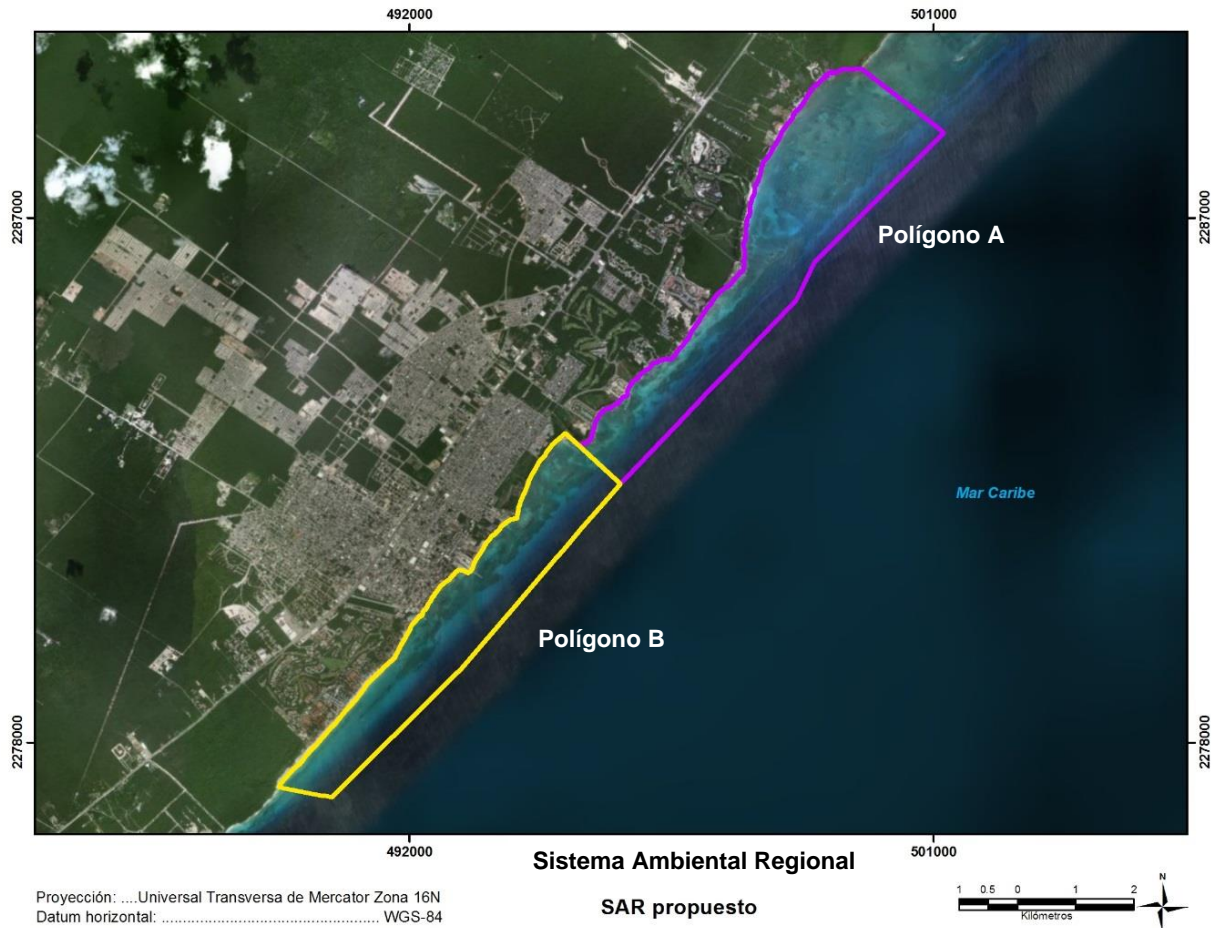 492000 501000
2287000 2287000
Polígono A
Mar Caribe
Polígono B
2278000 2278000
492000 501000
Sistema Ambiental Regional
Proyección: ....Universal Transversa de Mercator Zona 16N
Datum horizontal: .......................................... WGS-84
SAR propuesto
1 0.5 0 1 2
Kilómetros
N